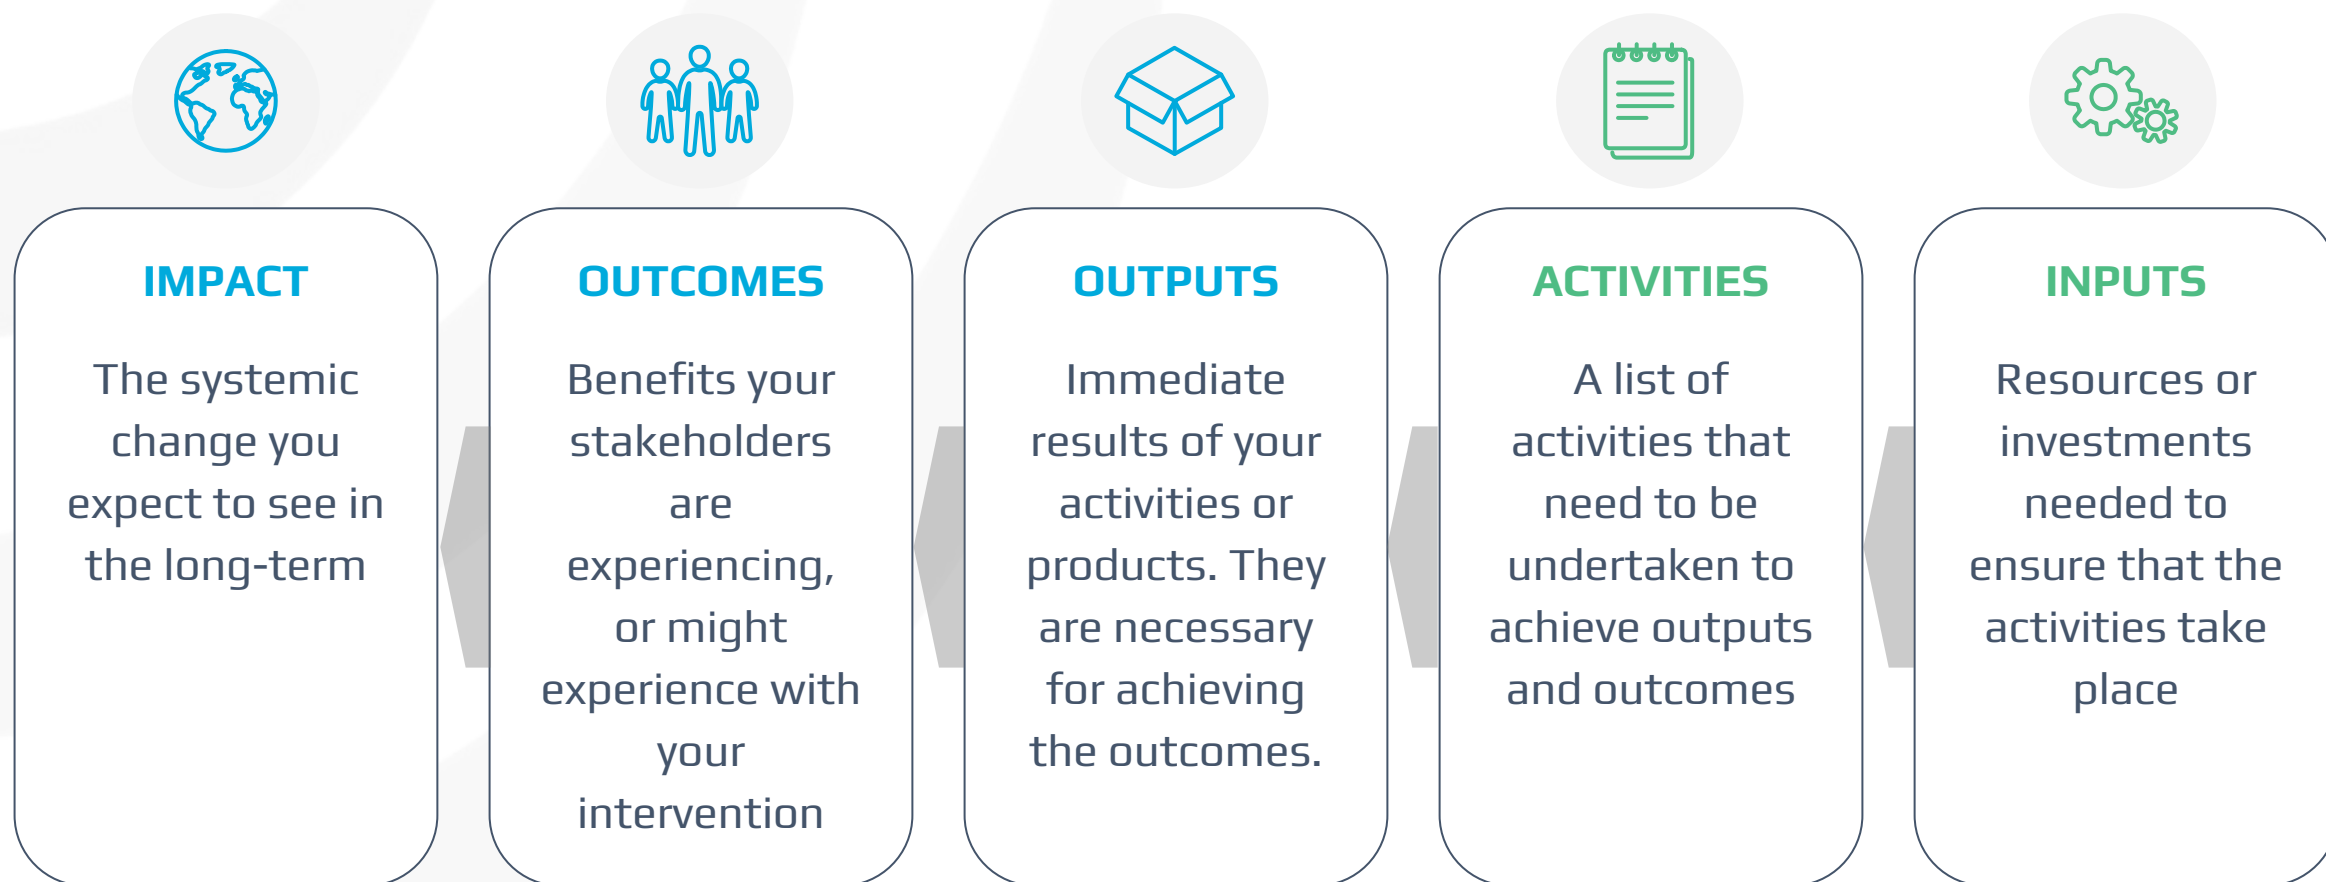 IMPACT
The systemic
change you
expect to see in
the long-term
OUTCOMES
Benefits your
stakeholders
are
experiencing,
or might
experience with
your
intervention
OUTPUTS
Immediate
results of your
activities or
products. They
are necessary
for achieving
the outcomes.
ACTIVITIES
A list of
activities that
need to be
undertaken to
achieve outputs
and outcomes
INPUTS
Resources or
investments
needed to
ensure that the
activities take
place